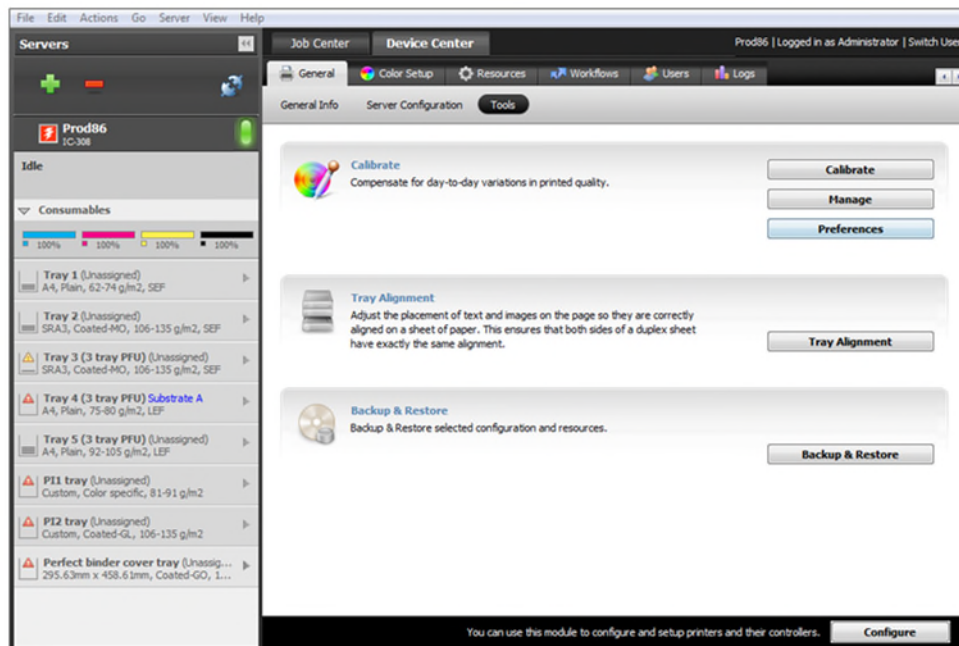 File Edit Actions Go Server View Help
Servers
Job Center Device Center
Prod86 | Logged in as Administrator | Switch User
General Color Setup Resources Workflows Users Logs
General Info Server Configuration Tools
Prod86
IC-308
Idle
Consumables
100% 100% 100% 100%
Tray 1 (Unassigned)
A4, Plain, 62-74 g/m2, SEF
Tray 2 (Unassigned)
SRA3, Coated-MO, 106-135 g/m2, SEF
Tray 3 (3 tray PFU) (Unassigned)
SRA3, Coated-MO, 106-135 g/m2, SEF
Tray 4 (3 tray PFU) Substrate A
A4, Plain, 75-80 g/m2, LEF
Tray 5 (3 tray PFU) (Unassigned)
A4, Plain, 92-105 g/m2, LEF
PI1 tray (Unassigned)
Custom, Color specific, 81-91 g/m2
PI2 tray (Unassigned)
Custom, Coated-GL, 106-135 g/m2
Perfect binder cover tray (Unassig...
295.63mm x 458.61mm, Coated-GO, 1...
Calibrate
Compensate for day-to-day variations in printed quality.
Calibrate
Manage
Preferences
Tray Alignment
Adjust the placement of text and images on the page so they are correctly
aligned on a sheet of paper. This ensures that both sides of a duplex sheet
have exactly the same alignment.
Tray Alignment
Backup & Restore
Backup & Restore selected configuration and resources.
Backup & Restore
You can use this module to configure and setup printers and their controllers.
Configure